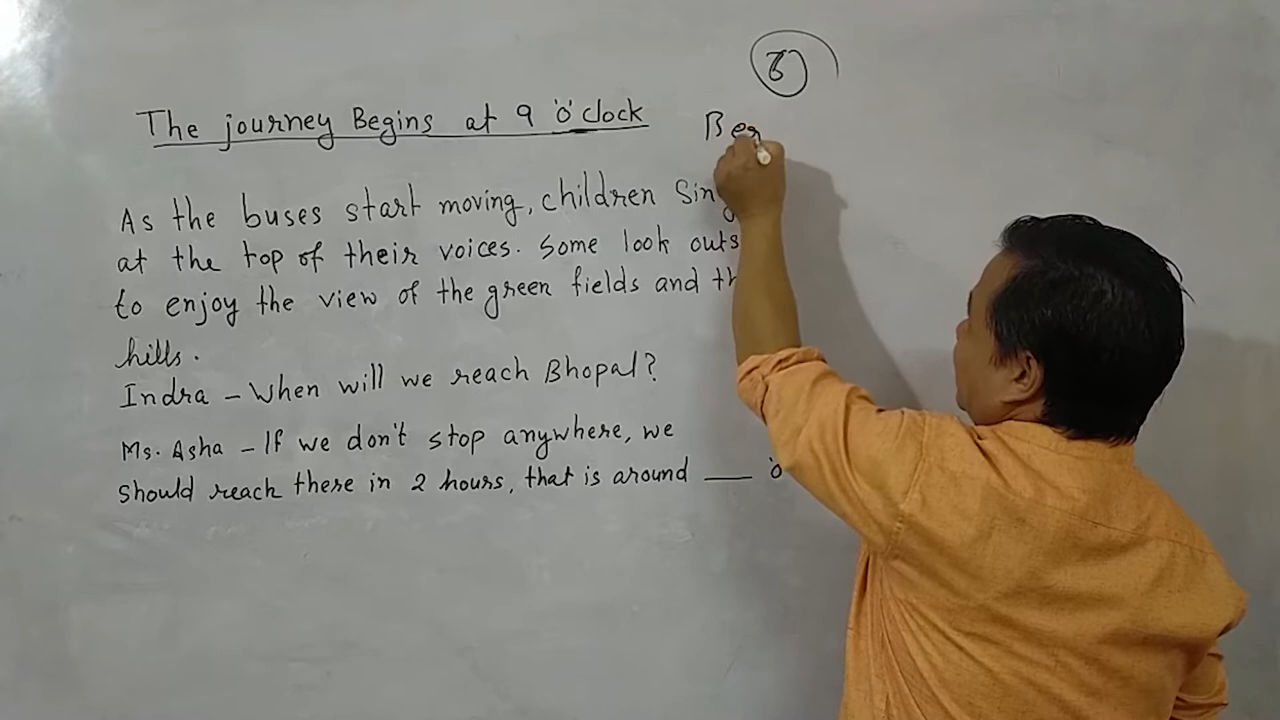 The journey Begins at 9 'o' clock
As the buses start moving, children Sing
at the top of their voices. Some look
to enjoy the view of the green fields and
hills.
Indra - When will we reach Bhopal?
Ms. Asha - If we don't stop anywhere, we
should reach there in 2 hours, that is around ___